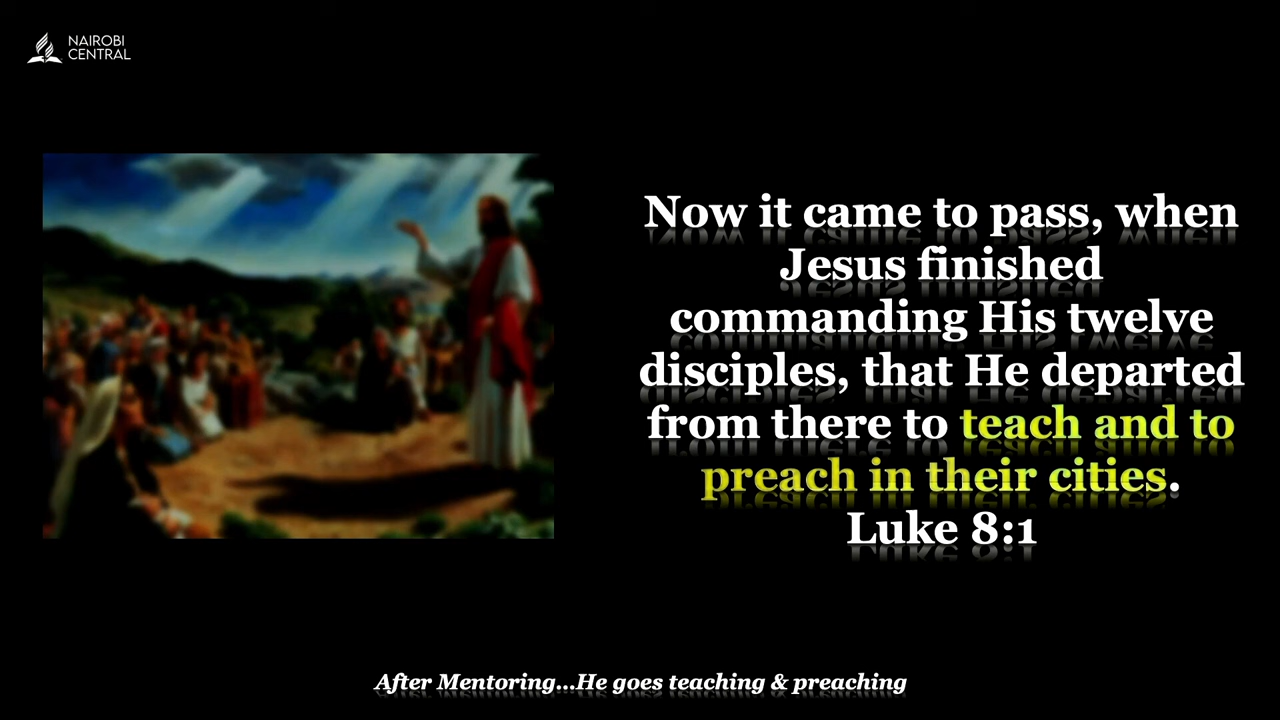 NAIROBI
CENTRAL
Now it came to pass, when
Jesus finished
commanding His twelve
disciples, that He departed
from there to teach and to
preach in their cities.
Luke 8:1
After Mentoring...He goes teaching & preaching